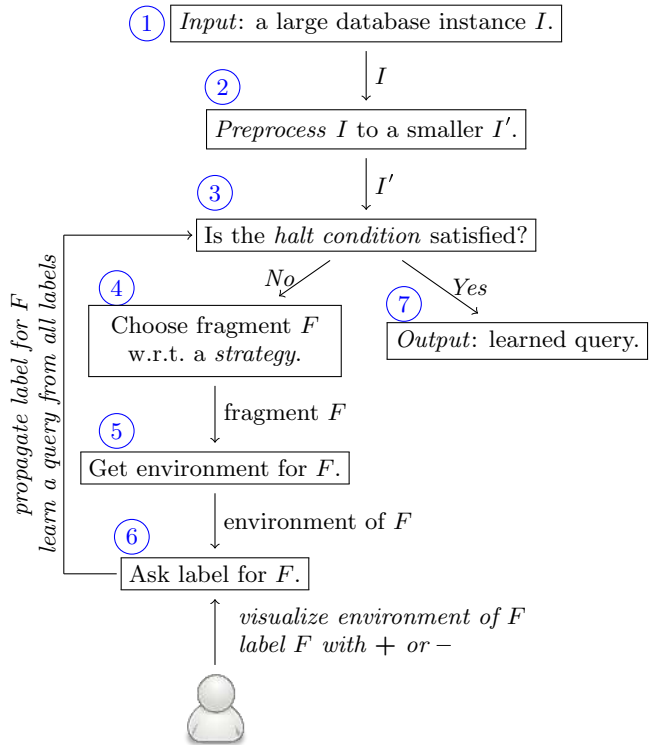 1 Input: a large database instance I.
I
2
Preprocess I to a smaller I′.
I′
3
Is the halt condition satisfied?
No
Yes
4
Choose fragment F
w.r.t. a strategy.
7
Output: learned query.
fragment F
5
Get environment for F.
environment of F
6
Ask label for F.
propagate label for F
learn a query from all labels
visualize environment of F
label F with + or −